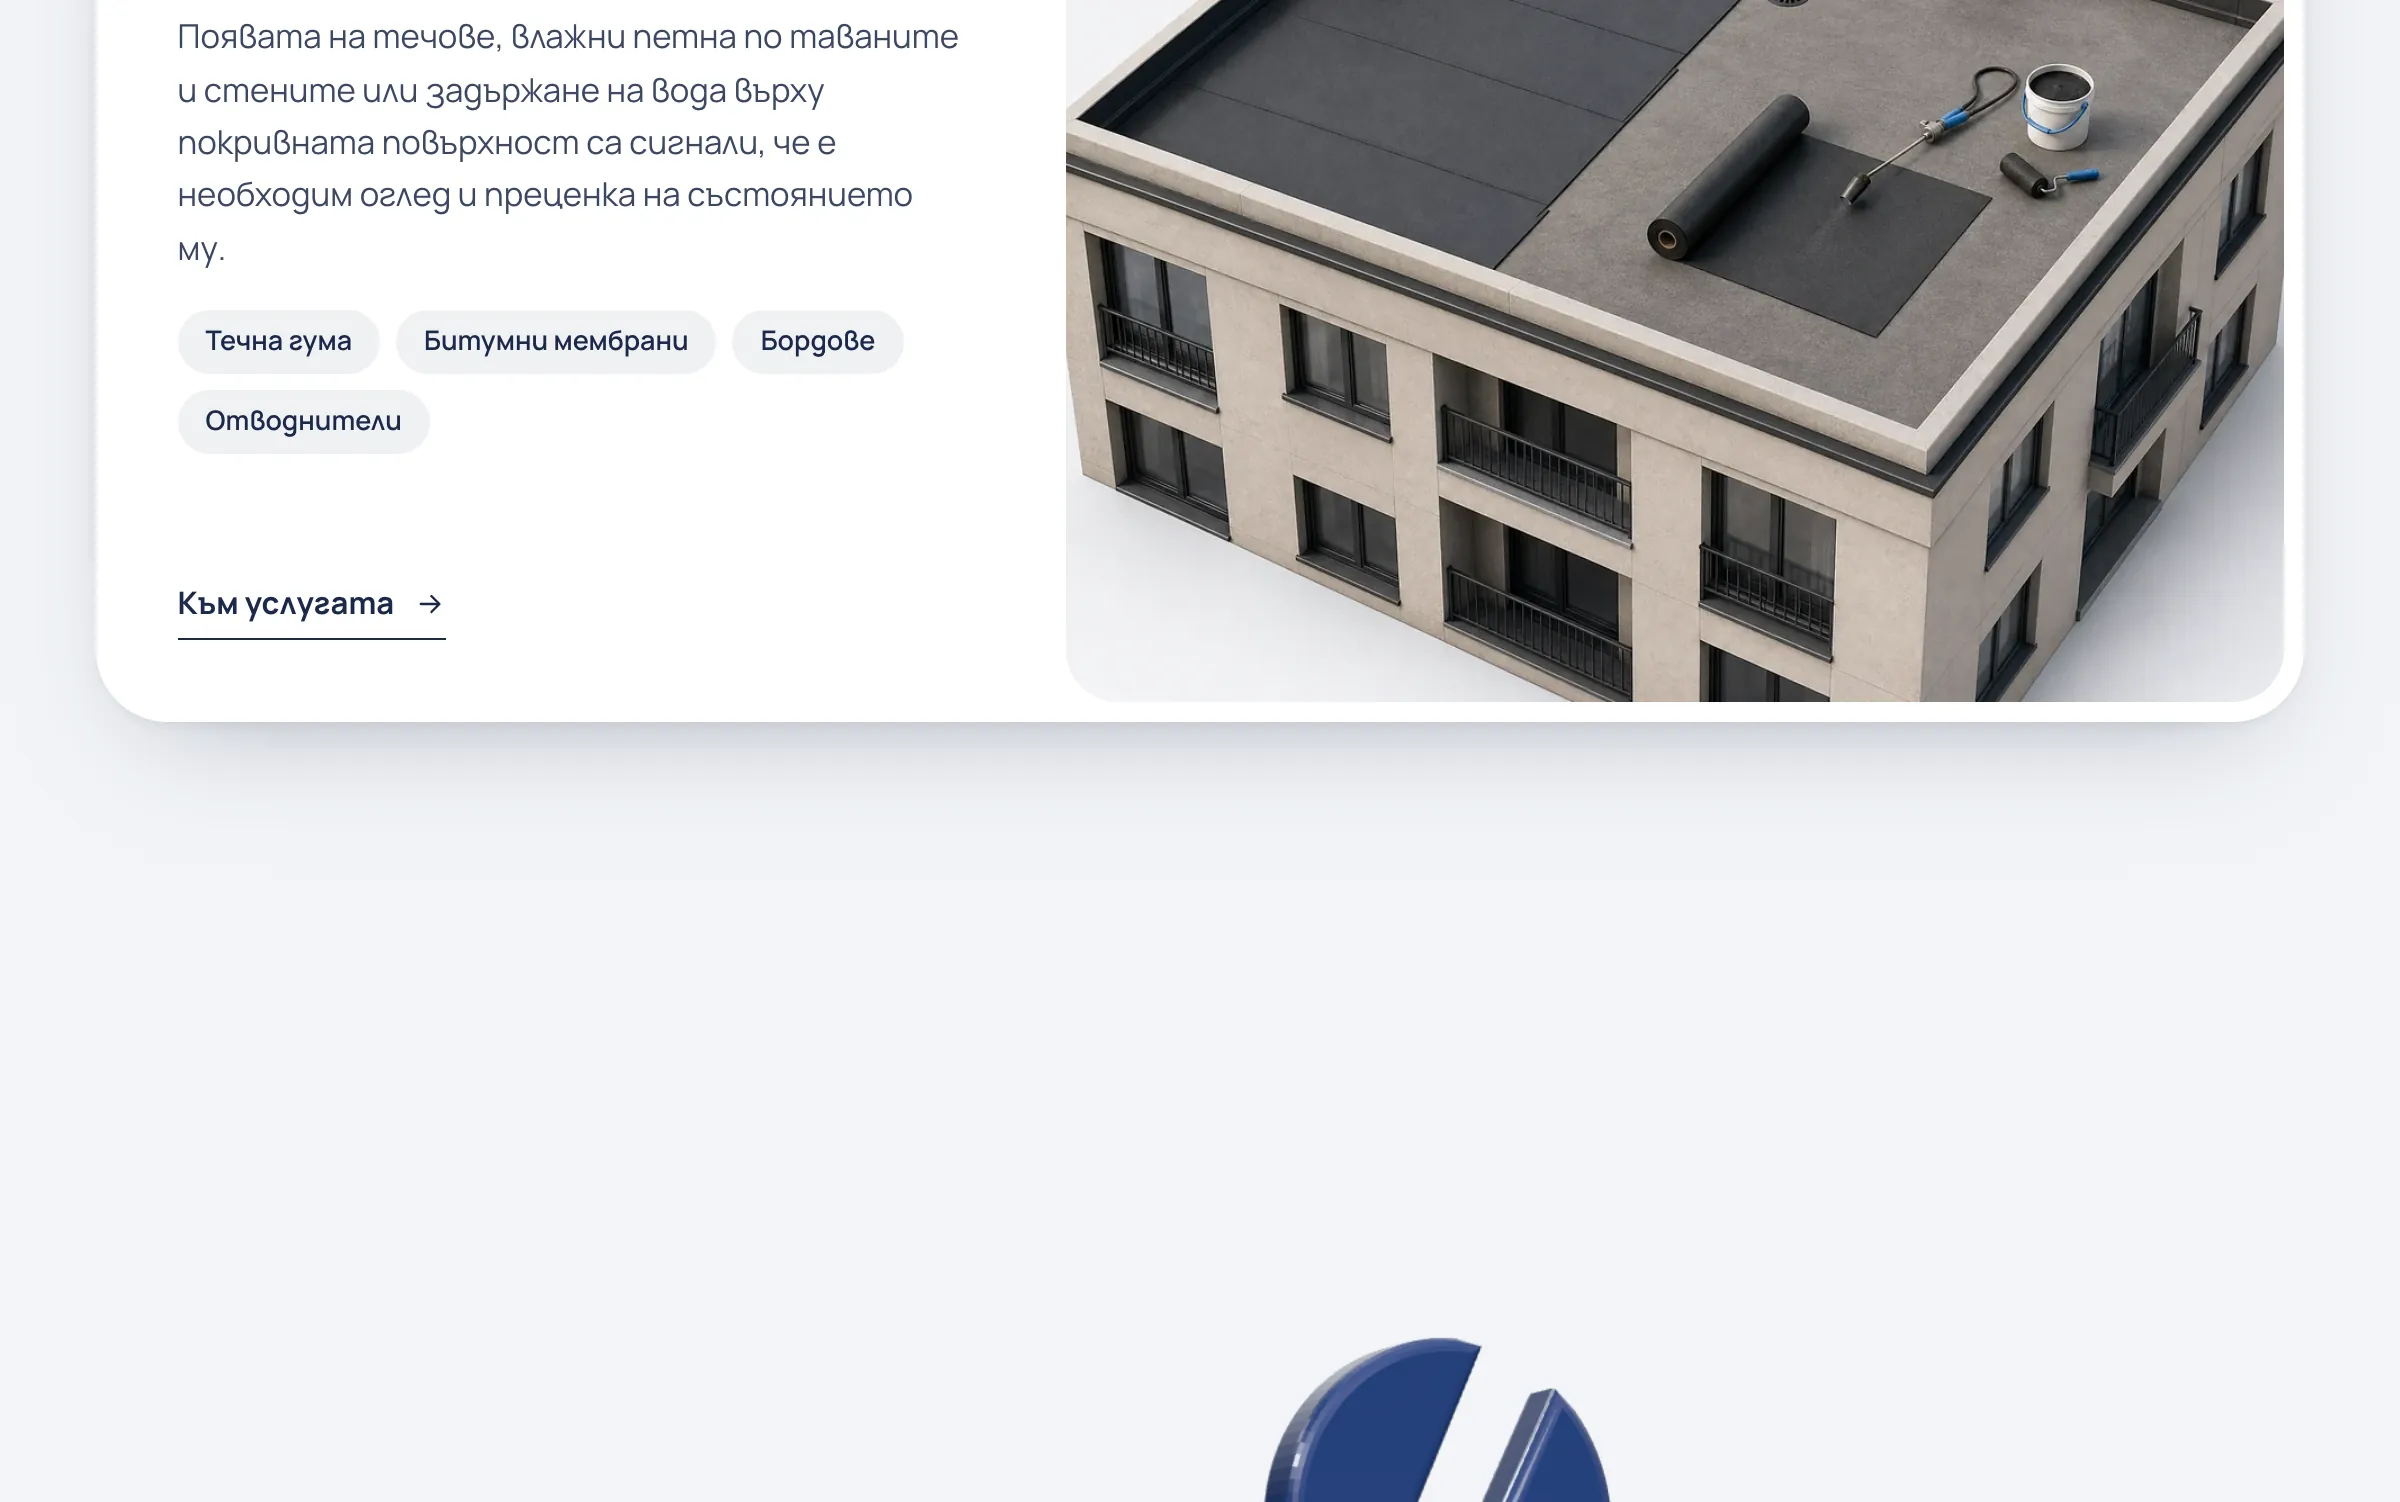 Появата на течове, влажни петна по таваните
и стените или задържане на вода върху
покривната повърхност са сигнали, че е
необходим оглед и преценка на състоянието
му.
Течна гума
Битумни мембрани
Бордове
Отводнители
Към услугата →